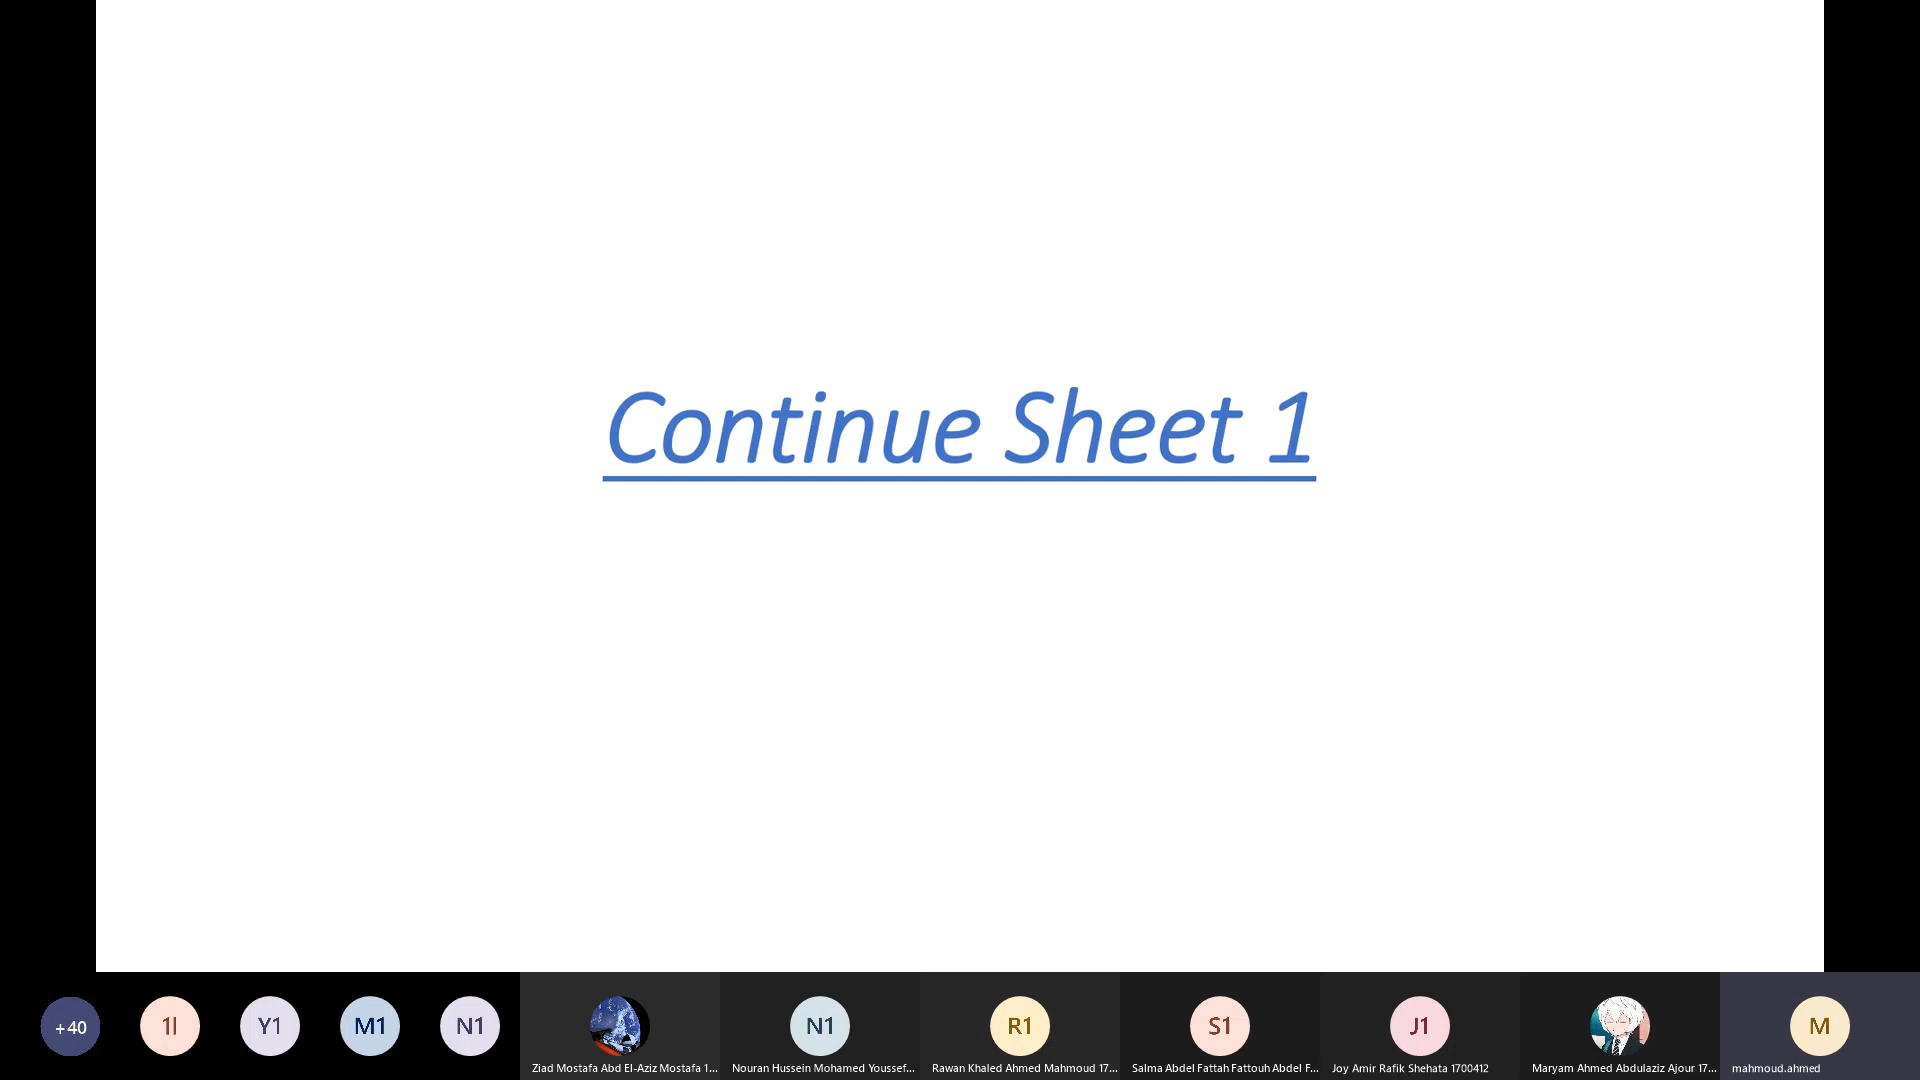 Continue Sheet 1
+40
1l
Y1
M1
N1
N1
R1
S1
J1
M
Ziad Mostafa Abd El-Aziz Mostafa 1...
Nouran Hussein Mohamed Youssef...
Rawan Khaled Ahmed Mahmoud 17...
Salma Abdel Fattah Fattouh Abdel F...
Joy Amir Rafik Shehata 1700412
Maryam Ahmed Abdulaziz Ajour 17...
mahmoud.ahmed